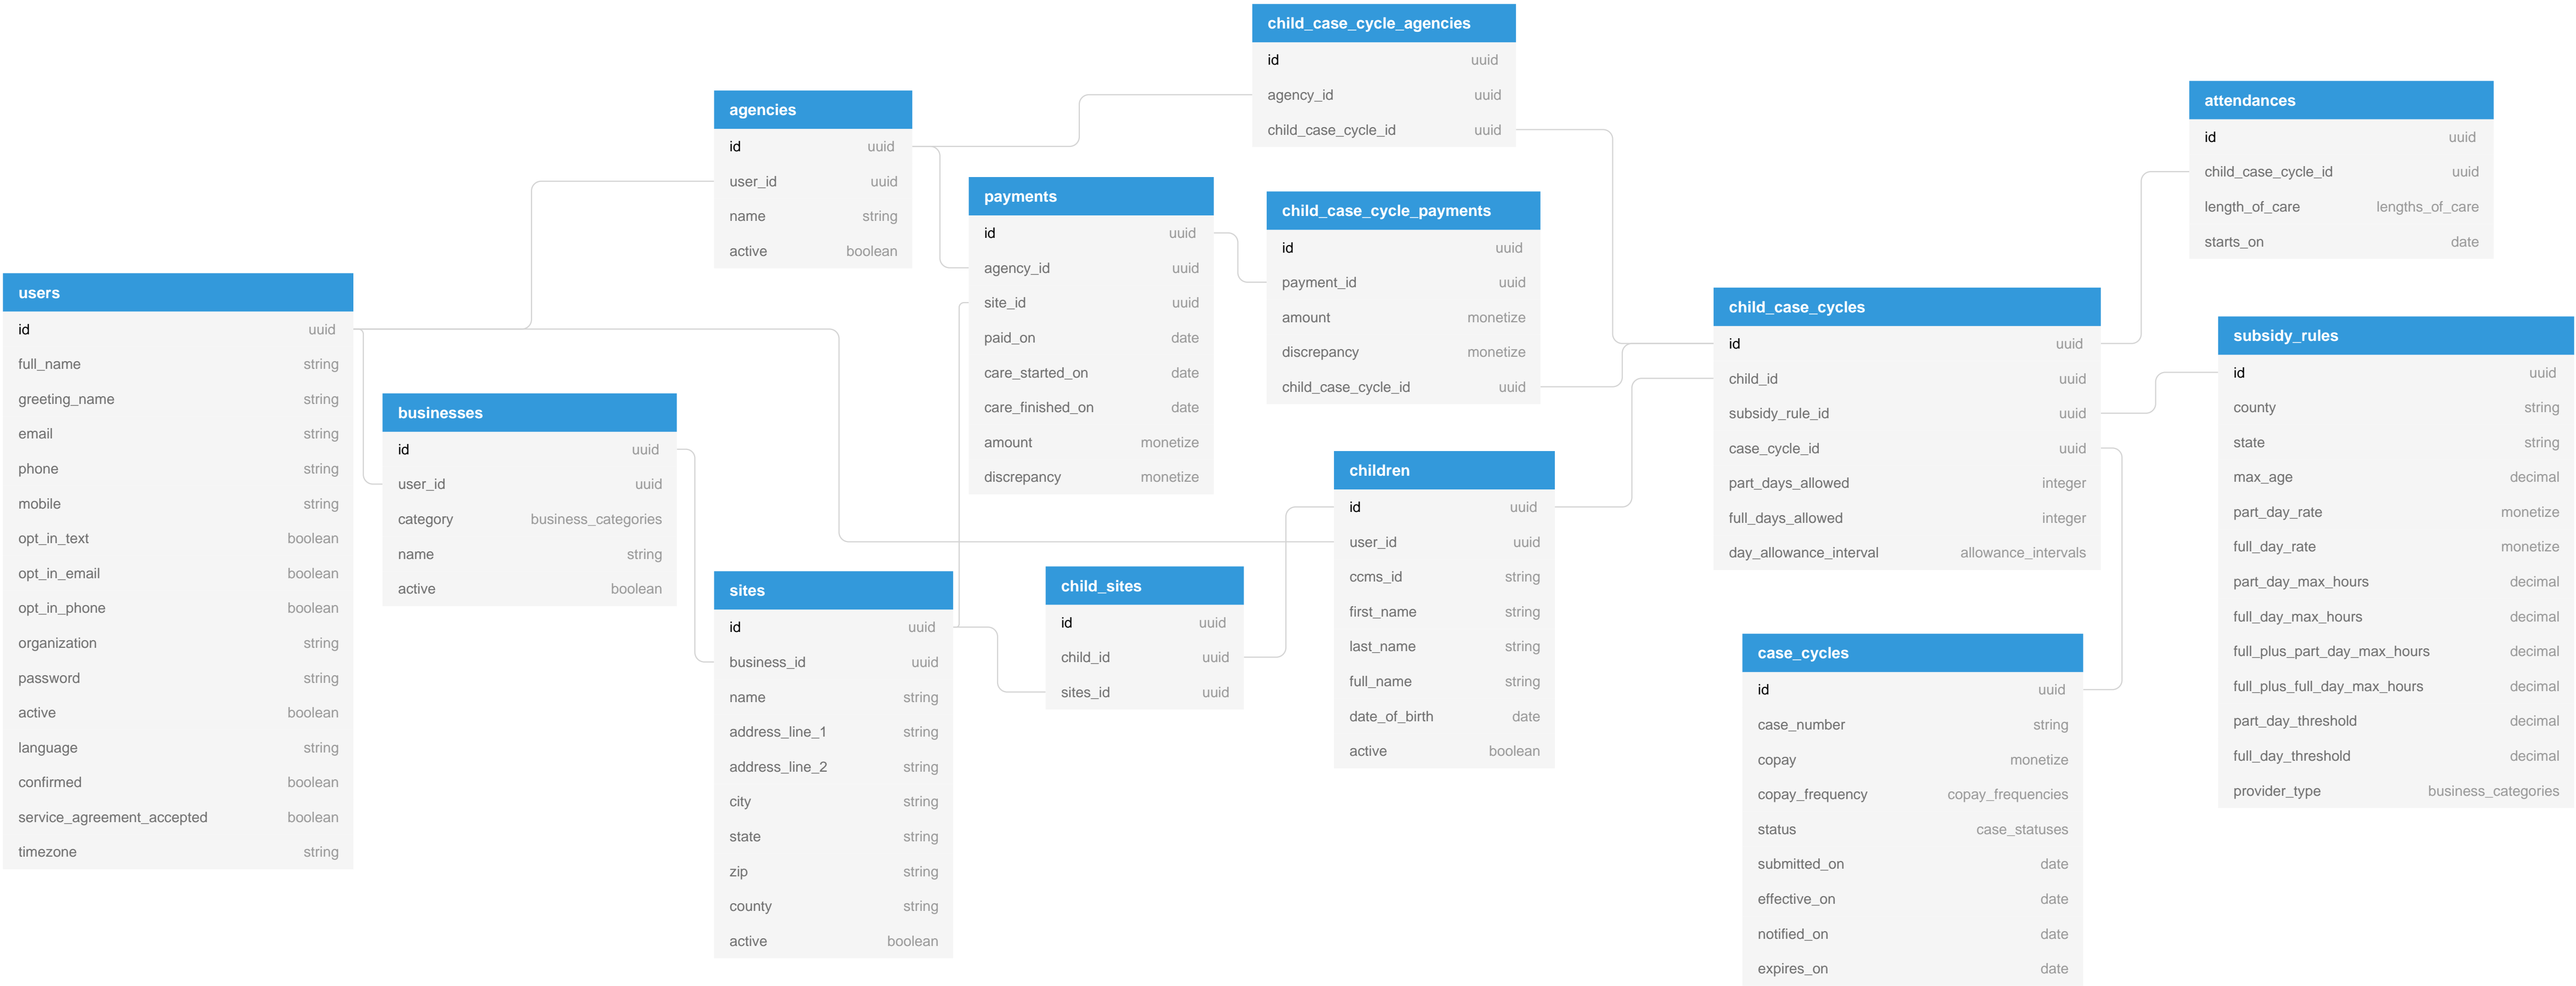 users
id uuid
full_name string
greeting_name string
email string
phone string
mobile string
opt_in_text boolean
opt_in_email boolean
opt_in_phone boolean
organization string
password string
active boolean
language string
confirmed boolean
service_agreement_accepted boolean
timezone string
businesses
id uuid
user_id uuid
category business_categories
name string
active boolean
agencies
id uuid
user_id uuid
name string
active boolean
sites
id uuid
business_id uuid
name string
address_line_1 string
address_line_2 string
city string
state string
zip string
county string
active boolean
payments
id uuid
agency_id uuid
site_id uuid
paid_on date
care_started_on date
care_finished_on date
amount monetize
discrepancy monetize
child_sites
id uuid
child_id uuid
sites_id uuid
child_case_cycle_agencies
id uuid
agency_id uuid
child_case_cycle_id uuid
child_case_cycle_payments
id uuid
payment_id uuid
amount monetize
discrepancy monetize
child_case_cycle_id uuid
children
id uuid
user_id uuid
ccms_id string
first_name string
last_name string
full_name string
date_of_birth date
active boolean
child_case_cycles
id uuid
child_id uuid
subsidy_rule_id uuid
case_cycle_id uuid
part_days_allowed integer
full_days_allowed integer
day_allowance_interval allowance_intervals
case_cycles
id uuid
case_number string
copay monetize
copay_frequency copay_frequencies
status case_statuses
submitted_on date
effective_on date
notified_on date
expires_on date
attendances
id uuid
child_case_cycle_id uuid
length_of_care lengths_of_care
starts_on date
subsidy_rules
id uuid
county string
state string
max_age decimal
part_day_rate monetize
full_day_rate monetize
part_day_max_hours decimal
full_day_max_hours decimal
full_plus_part_day_max_hours decimal
full_plus_full_day_max_hours decimal
part_day_threshold decimal
full_day_threshold decimal
provider_type business_categories